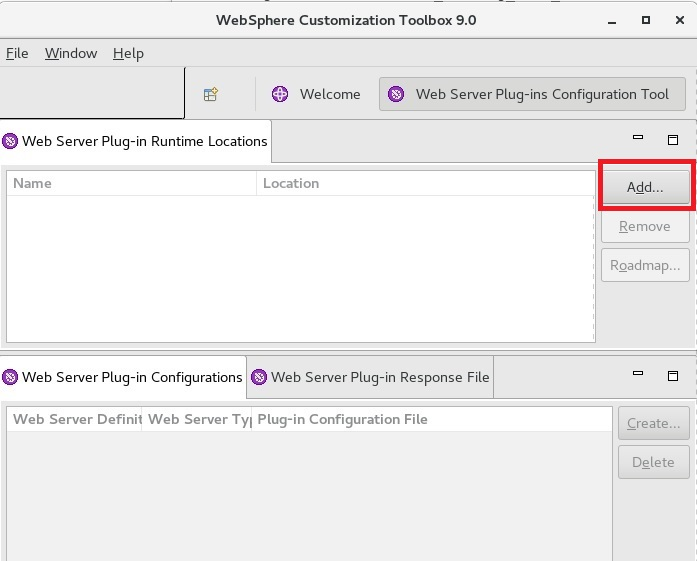 WebSphere Customization Toolbox 9.0
File Window Help
Welcome Web Server Plug-ins Configuration Tool
Web Server Plug-in Runtime Locations
Name Location
Add...
Remove
Roadmap...
Web Server Plug-in Configurations Web Server Plug-in Response File
Web Server Definit Web Server Ty Plug-in Configuration File
Create...
Delete